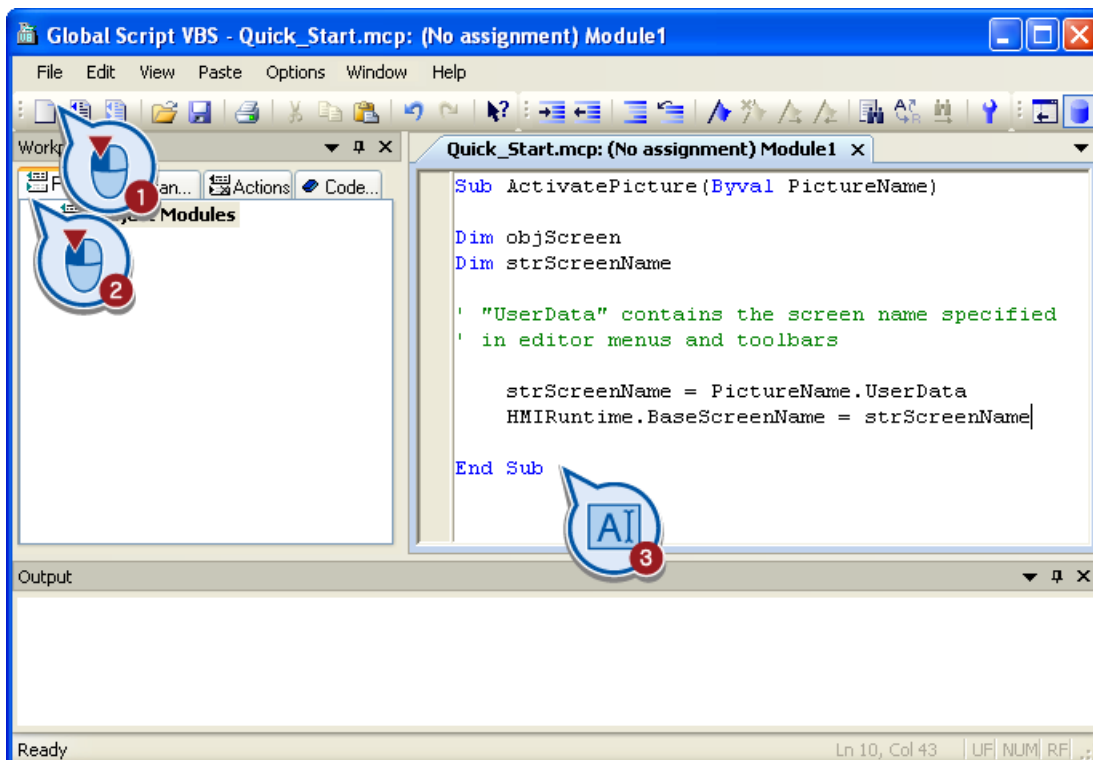 Global Script VBS - Quick_Start.mcp: (No assignment) Module1
File Edit View Paste Options Window Help
Quick_Start.mcp: (No assignment) Module1
1
an... Actions Code...
Modules
2
Sub ActivatePicture(Byval PictureName)
Dim objScreen
Dim strScreenName
' "UserData" contains the screen name specified
' in editor menus and toolbars
strScreenName = PictureName.UserData
HMIRuntime.BaseScreenName = strScreenName
End Sub
A
3
Output
Ready Ln 10, Col 43 UF NUM RF